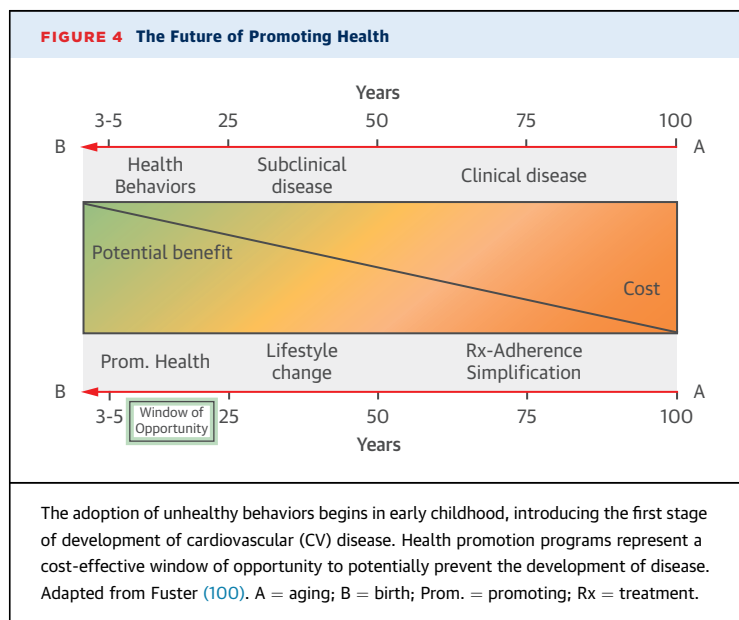 FIGURE 4 The Future of Promoting Health
Years
3-5 25 50 75 100
B A
Health
Behaviors
Subclinical
disease
Clinical disease
Potential benefit
Cost
Prom. Health
Lifestyle
change
Rx-Adherence
Simplification
B A
3-5 25 50 75 100
Window of
Opportunity
Years
The adoption of unhealthy behaviors begins in early childhood, introducing the first stage
of development of cardiovascular (CV) disease. Health promotion programs represent a
cost-effective window of opportunity to potentially prevent the development of disease.
Adapted from Fuster (100). A = aging; B = birth; Prom. = promoting; Rx = treatment.